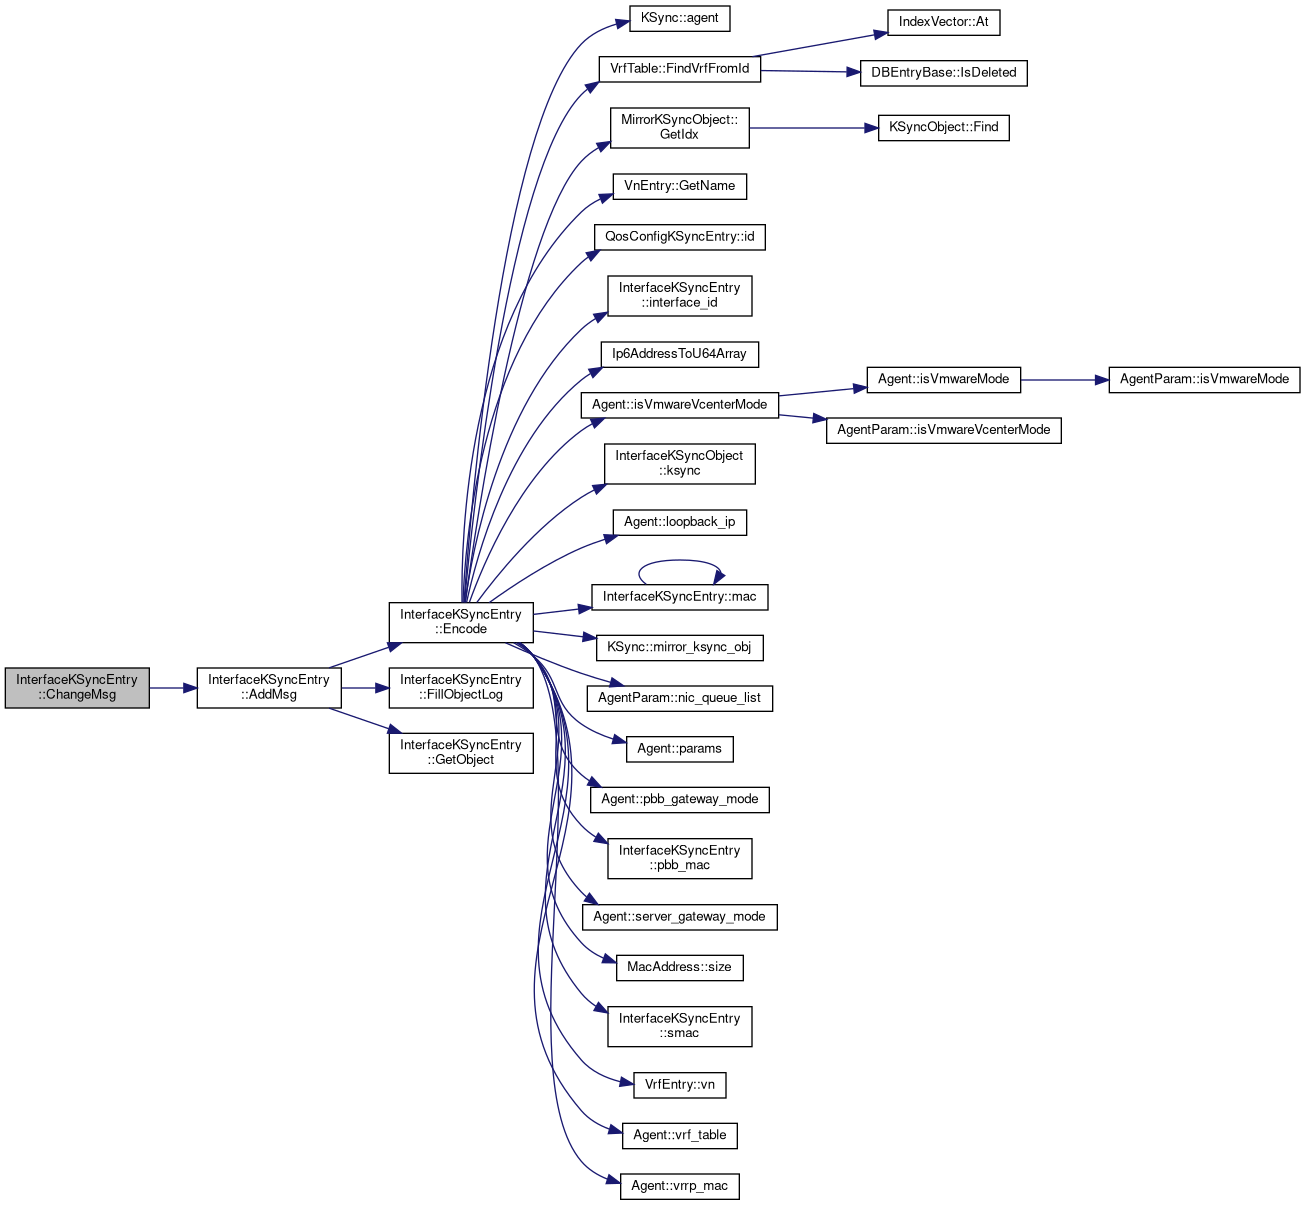 InterfaceKSyncEntry
::ChangeMsg
InterfaceKSyncEntry
::AddMsg
InterfaceKSyncEntry
::Encode
InterfaceKSyncEntry
::FillObjectLog
InterfaceKSyncEntry
::GetObject
KSync::agent
VrfTable::FindVrfFromId
IndexVector::At
DBEntryBase::IsDeleted
MirrorKSyncObject::
GetIdx
KSyncObject::Find
VnEntry::GetName
QosConfigKSyncEntry::id
InterfaceKSyncEntry
::interface_id
Ip6AddressToU64Array
Agent::isVmwareVcenterMode
Agent::isVmwareMode
AgentParam::isVmwareMode
AgentParam::isVmwareVcenterMode
InterfaceKSyncObject
::ksync
Agent::loopback_ip
InterfaceKSyncEntry::mac
KSync::mirror_ksync_obj
AgentParam::nic_queue_list
Agent::params
Agent::pbb_gateway_mode
InterfaceKSyncEntry
::pbb_mac
Agent::server_gateway_mode
MacAddress::size
InterfaceKSyncEntry
::smac
VrfEntry::vn
Agent::vrf_table
Agent::vrrp_mac